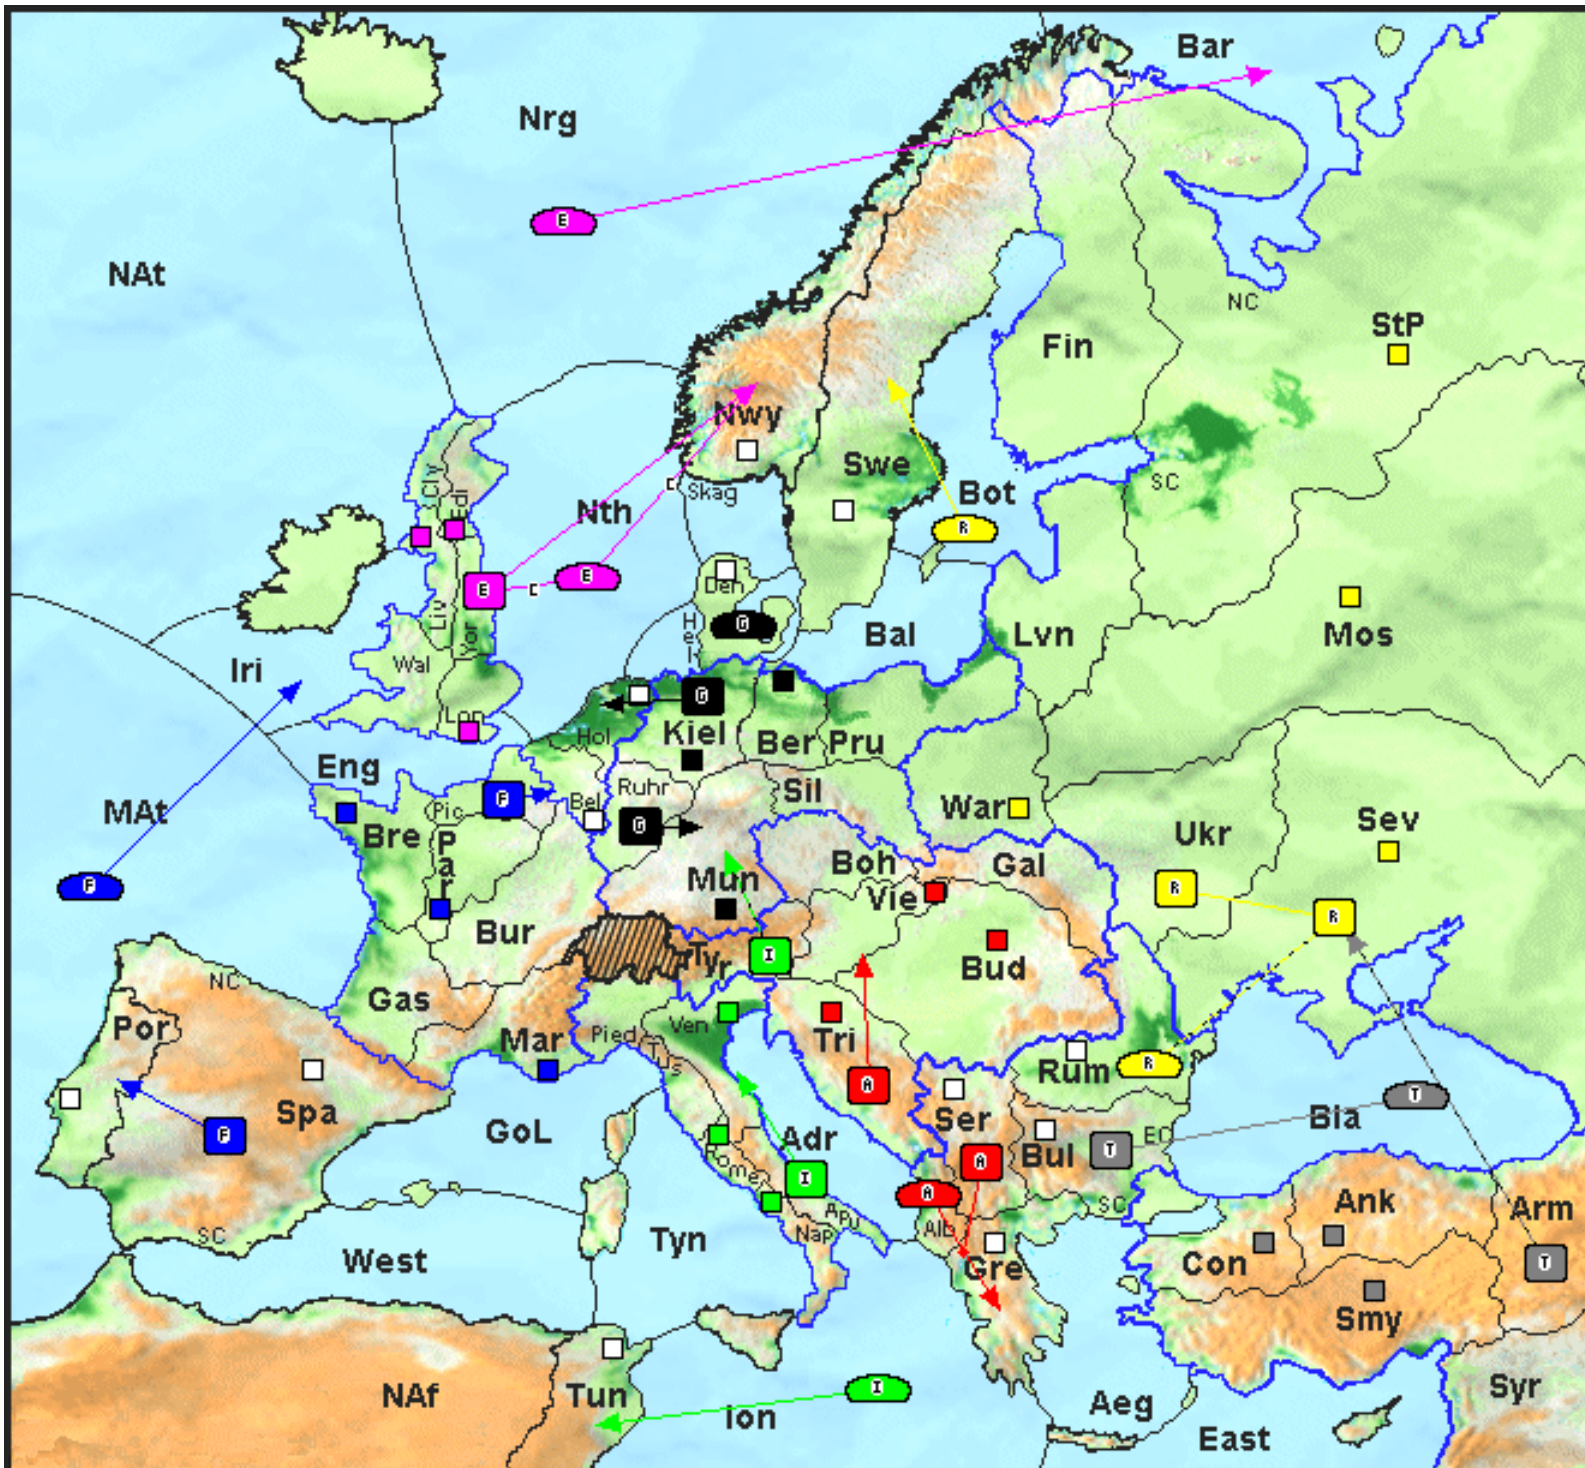 Bar
Nrg
NAt
NC
StP
Fin
Nwy
Swe
Skag
Nth
Bot
SC
Cly
Edi
Den
Hel
Liv
Yor
Wal
Iri
Bal
Lvn
Mos
Lon
Hol
Kiel
Ber
Pru
Eng
MAt
Pic
Bel
Ruhr
Sil
War
Ukr
Sev
Bre
Par
Boh
Gal
Mun
Vie
Bur
Tyr
Bud
NC
Gas
Por
Mar
Pied
Ven
Tus
Tri
Rum
Spa
GoL
Adr
Ser
Bul
EC
Bla
Rome
Apu
Nap
Alb
SC
Ank
Arm
SC
West
Tyn
Gre
Con
Smy
NAf
Tun
Ion
Aeg
East
Syr
E
E
C
E
C
R
G
G
F
G
F
R
R
I
R
A
T
F
A
T
I
A
T
I